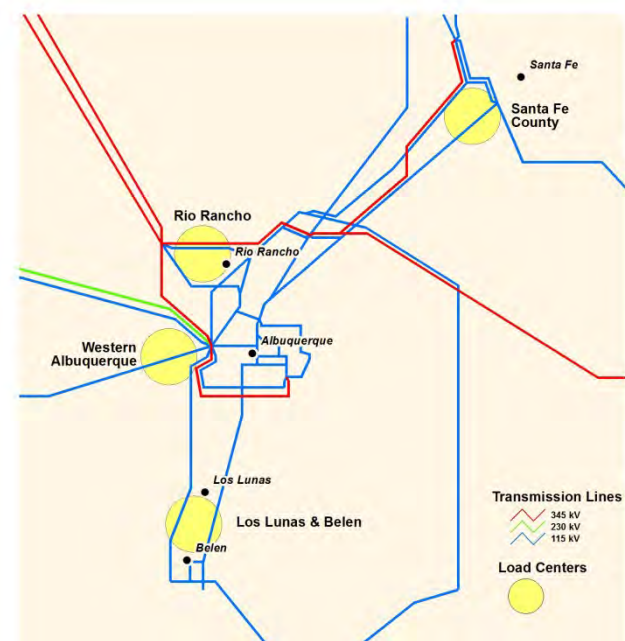 Santa Fe
Santa Fe
County
Rio Rancho
Rio Rancho
Western
Albuquerque
Albuquerque
Los Lunas
Los Lunas & Belen
Belen
Transmission Lines
345 kV
230 kV
115 kV
Load Centers